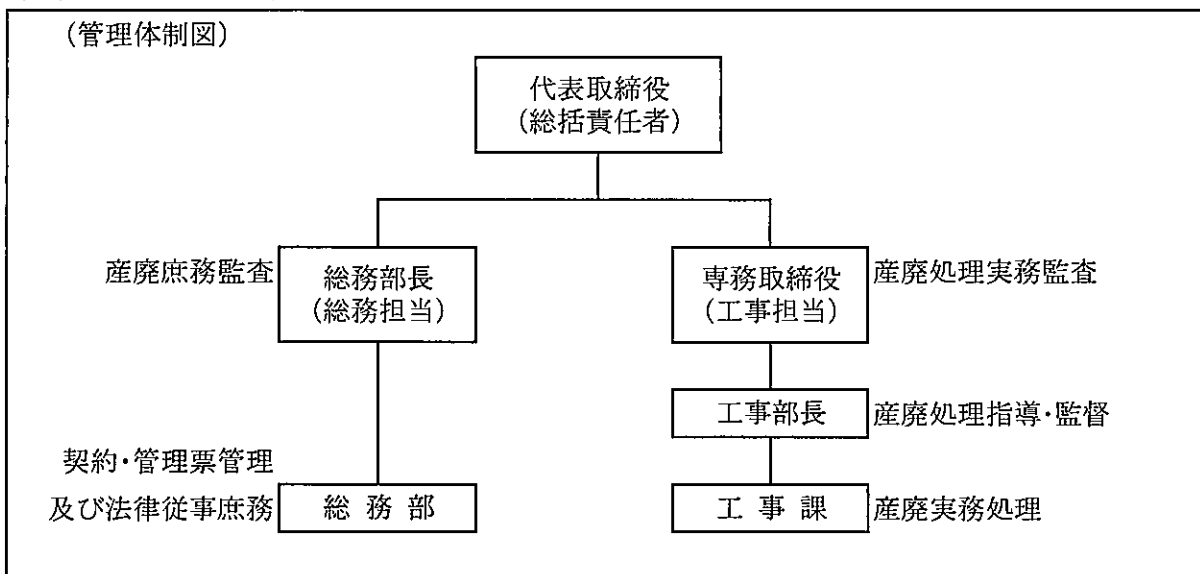 (管理体制図)
代表取締役
(総括責任者)
産廃庶務監査
総務部長
(総務担当)
専務取締役
(工事担当)
産廃処理実務監査
工事部長
産廃処理指導・監督
契約・管理票管理
及び法律従事庶務
総務部
工事課
産廃実務処理